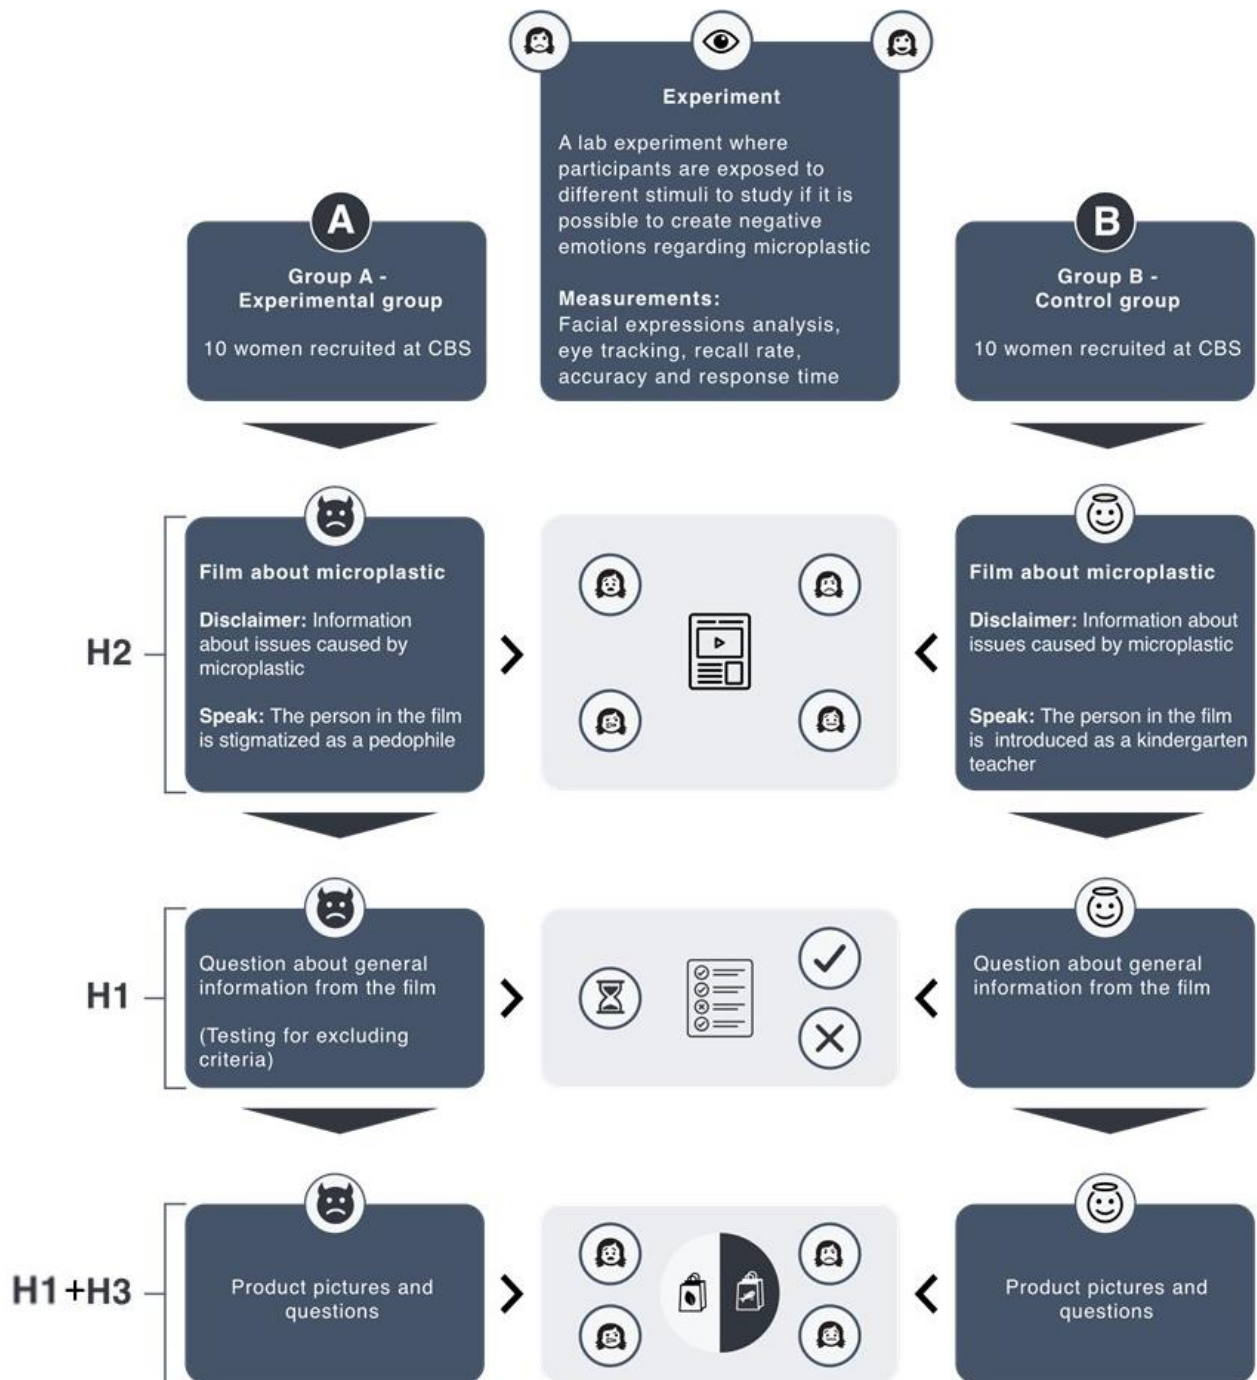 Experiment
A lab experiment where
participants are exposed to
different stimuli to study if it is
possible to create negative
emotions regarding microplastic
Measurements:
Facial expressions analysis,
eye tracking, recall rate,
accuracy and response time
A
Group A -
Experimental group
10 women recruited at CBS
B
Group B -
Control group
10 women recruited at CBS
H2
Film about microplastic
Disclaimer: Information
about issues caused by
microplastic
Speak: The person in the film
is stigmatized as a pedophile
Film about microplastic
Disclaimer: Information about
issues caused by microplastic
Speak: The person in the film
is introduced as a kindergarten
teacher
H1
Question about general
information from the film
(Testing for excluding
criteria)
Question about general
information from the film
H1+H3
Product pictures and
questions
Product pictures and
questions